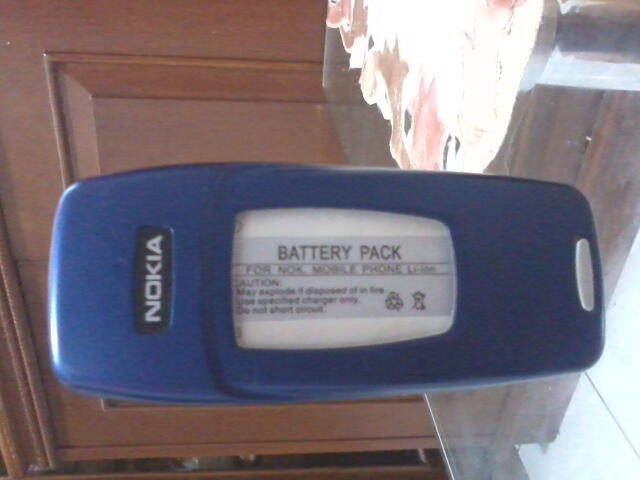 NOKIA
BATTERY PACK
FOR NOK. MOBILE PHONE Li-ion
CAUTION:
May explode if disposed of in fire.
Use specified charger only.
Do not short circuit.